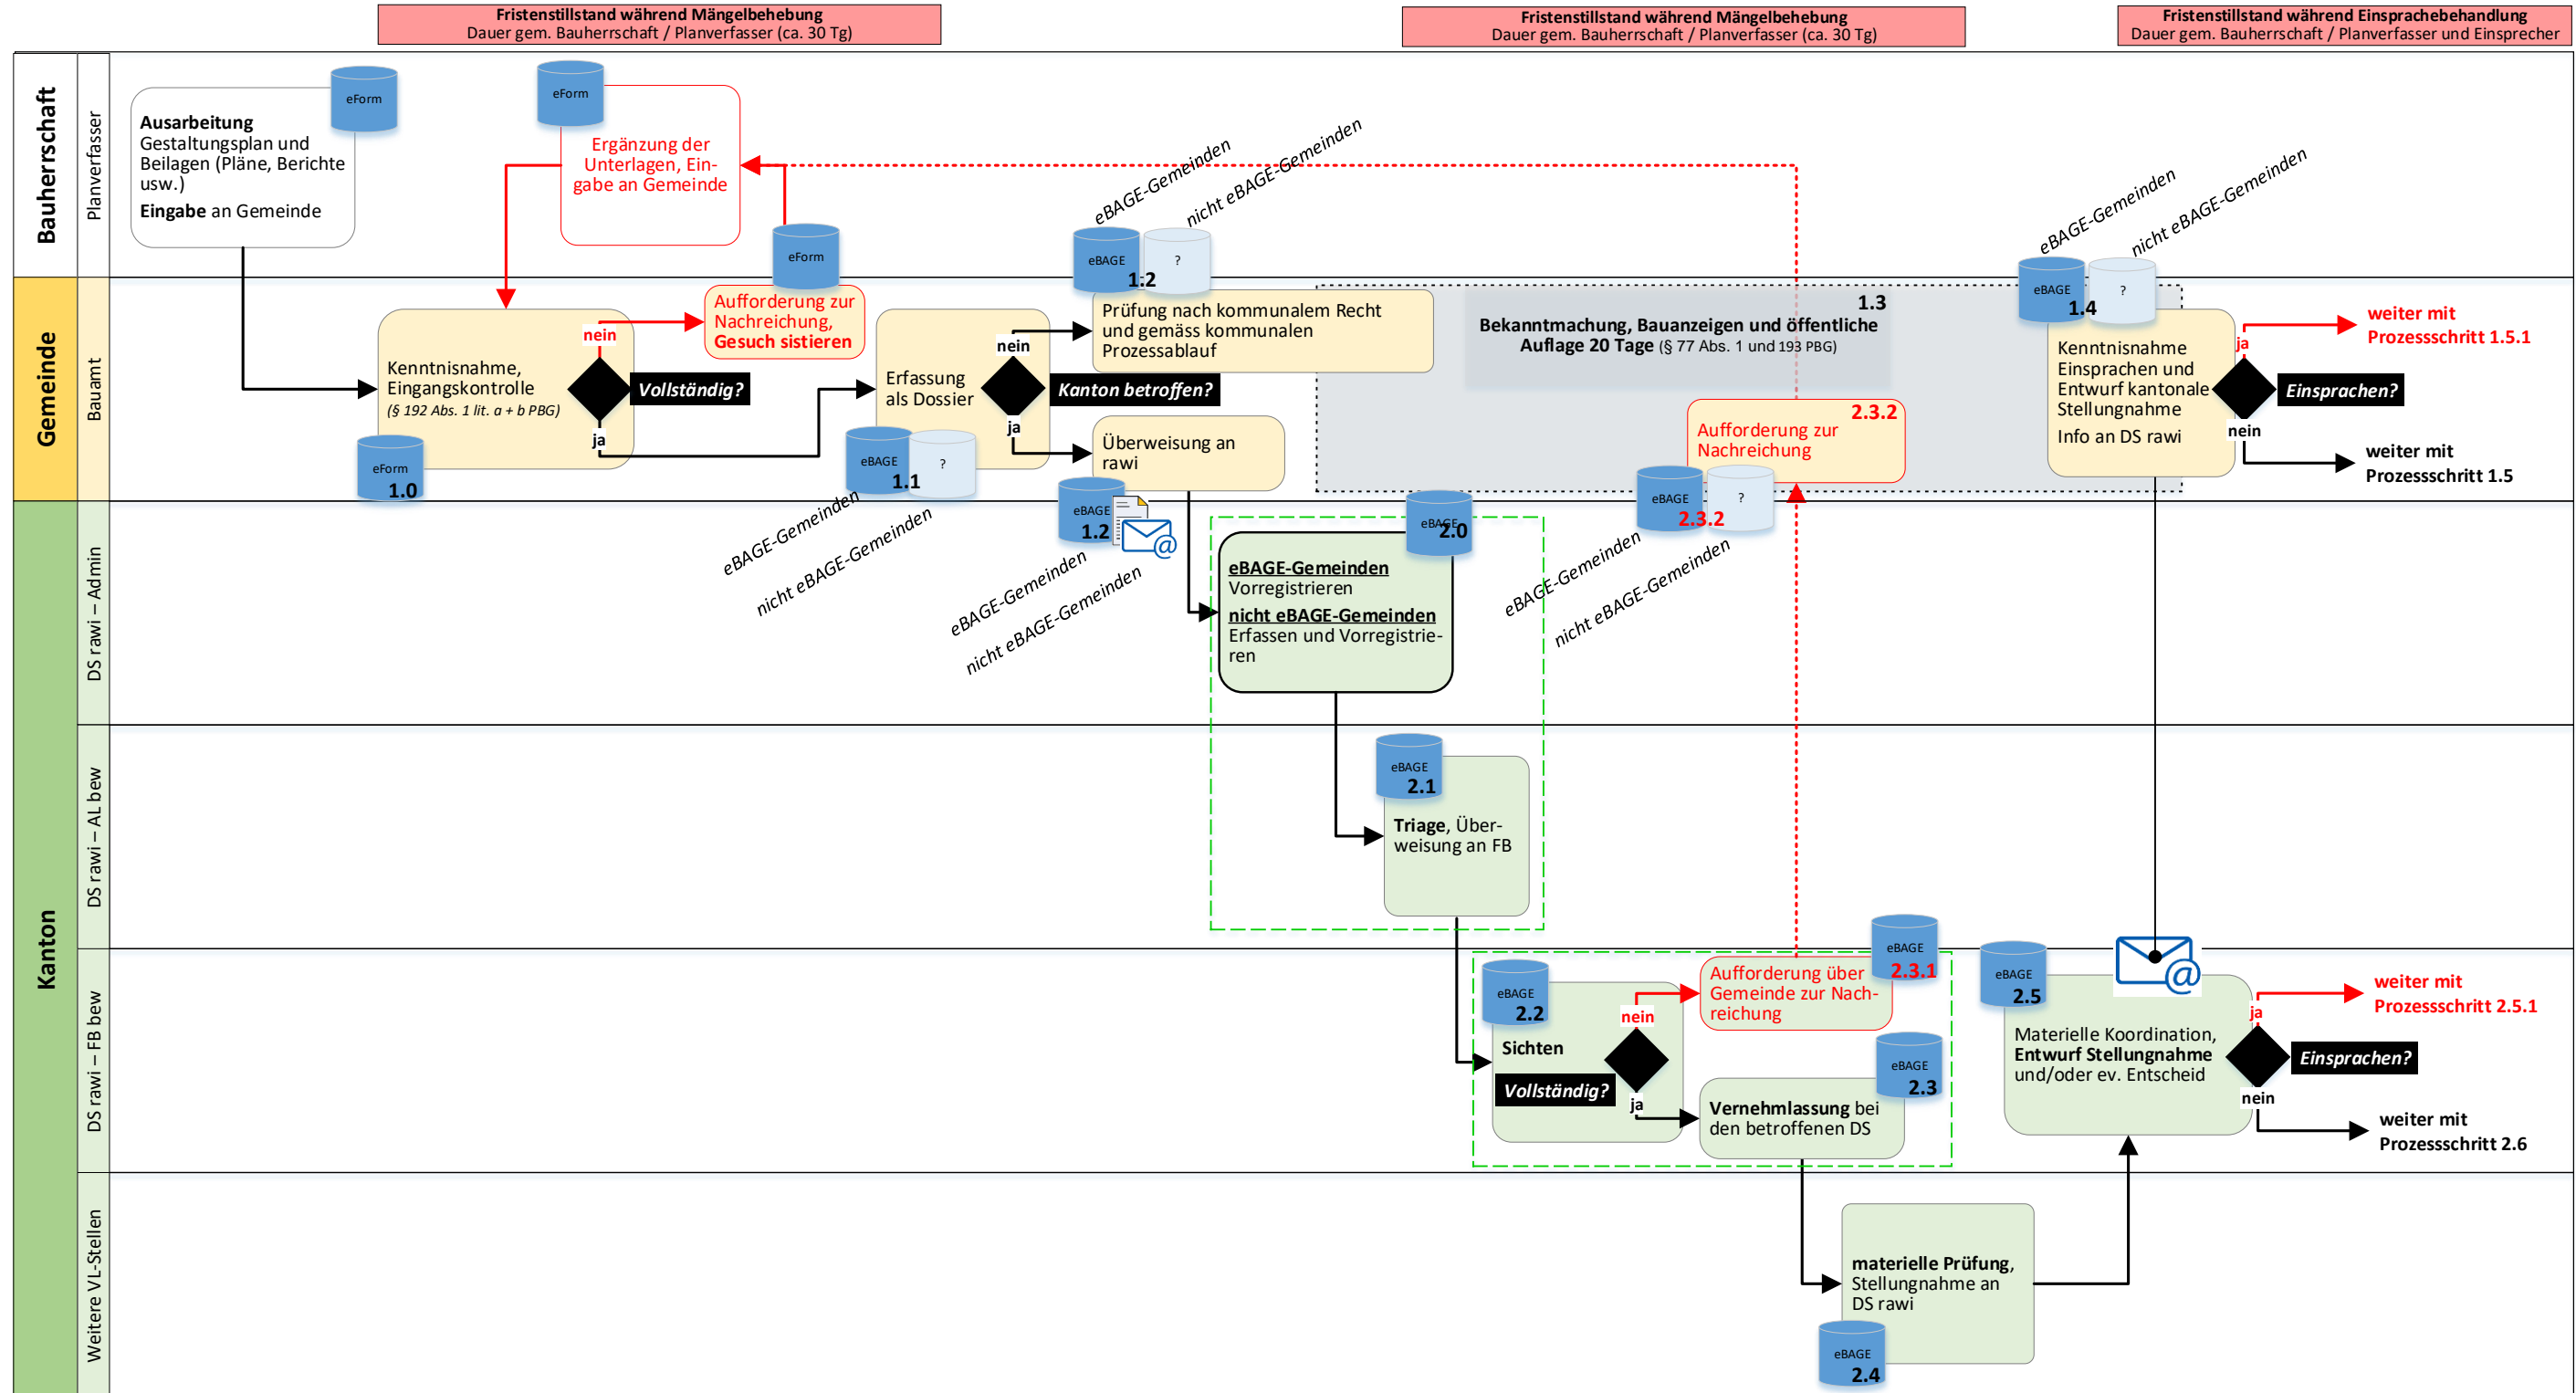 Fristenstillstand während Mängelbehebung
Dauer gem. Bauherrschaft / Planverfasser (ca. 30 Tg)
Fristenstillstand während Mängelbehebung
Dauer gem. Bauherrschaft / Planverfasser (ca. 30 Tg)
Fristenstillstand während Einsprachebehandlung
Dauer gem. Bauherrschaft / Planverfasser und Einsprecher
Bauherrschaft
Planverfasser
eForm
Ausarbeitung
Gestaltungsplan und
Beilagen (Pläne, Berichte
usw.)
Eingabe an Gemeinde
eForm
Ergänzung der
Unterlagen, Ein-
gabe an Gemeinde
eForm
eBAGE-Gemeinden
nicht eBAGE-Gemeinden
eBAGE
1.2
?
eBAGE-Gemeinden
nicht eBAGE-Gemeinden
eBAGE
1.4
?
Gemeinde
Bauamt
Kenntnisnahme,
Eingangskontrolle
(§ 192 Abs. 1 lit. a + b PBG)
eForm
1.0
nein
Vollständig?
ja
Aufforderung zur
Nachreichung,
Gesuch sistieren
Erfassung
als Dossier
eBAGE
1.1
?
eBAGE-Gemeinden
nicht eBAGE-Gemeinden
nein
Kanton betroffen?
ja
Prüfung nach kommunalem Recht
und gemäss kommunalen
Prozessablauf
Überweisung an
rawi
eBAGE
1.2
@
eBAGE-Gemeinden
nicht eBAGE-Gemeinden
1.3
Bekanntmachung, Bauanzeigen und öffentliche
Auflage 20 Tage (§ 77 Abs. 1 und 193 PBG)
2.3.2
Aufforderung zur
Nachreichung
eBAGE
2.3.2
?
eBAGE-Gemeinden
nicht eBAGE-Gemeinden
Kenntnisnahme
Einsprachen und
Entwurf kantonale
Stellungnahme
Info an DS rawi
ja
Einsprachen?
nein
weiter mit
Prozessschritt 1.5.1
weiter mit
Prozessschritt 1.5
Kanton
DS rawi – Admin
eBAGE
2.0
eBAGE-Gemeinden
Vorregistrieren
nicht eBAGE-Gemeinden
Erfassen und Vorregistrie-
ren
DS rawi – AL bew
eBAGE
2.1
Triage, Über-
weisung an FB
DS rawi – FB bew
eBAGE
2.2
Sichten
Vollständig?
nein
ja
Aufforderung über
Gemeinde zur Nach-
reichung
eBAGE
2.3.1
Vernehmlassung bei
den betroffenen DS
eBAGE
2.3
eBAGE
2.5
@
Materielle Koordination,
Entwurf Stellungnahme
und/oder ev. Entscheid
ja
Einsprachen?
nein
weiter mit
Prozessschritt 2.5.1
weiter mit
Prozessschritt 2.6
Weitere VL-Stellen
materielle Prüfung,
Stellungnahme an
DS rawi
eBAGE
2.4